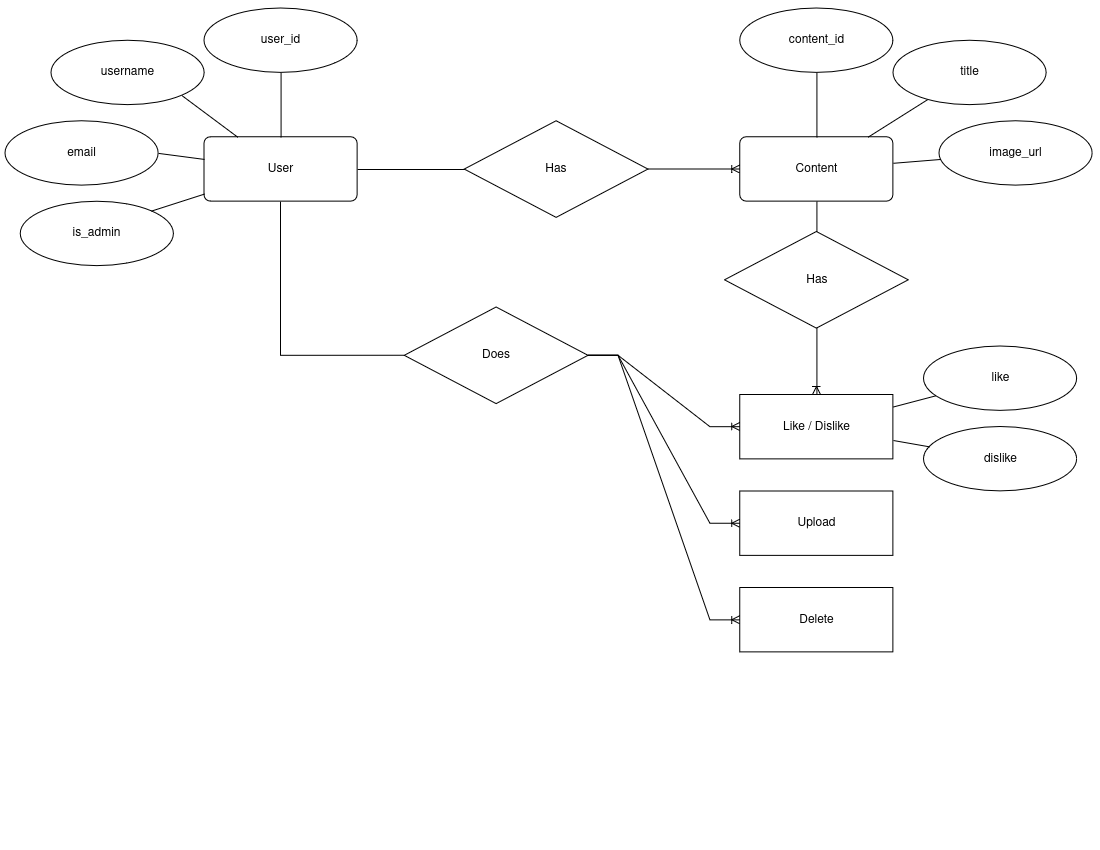 user_id
content_id
username
title
email
image_url
User
Has
Content
is_admin
Has
Does
like
Like / Dislike
dislike
Upload
Delete